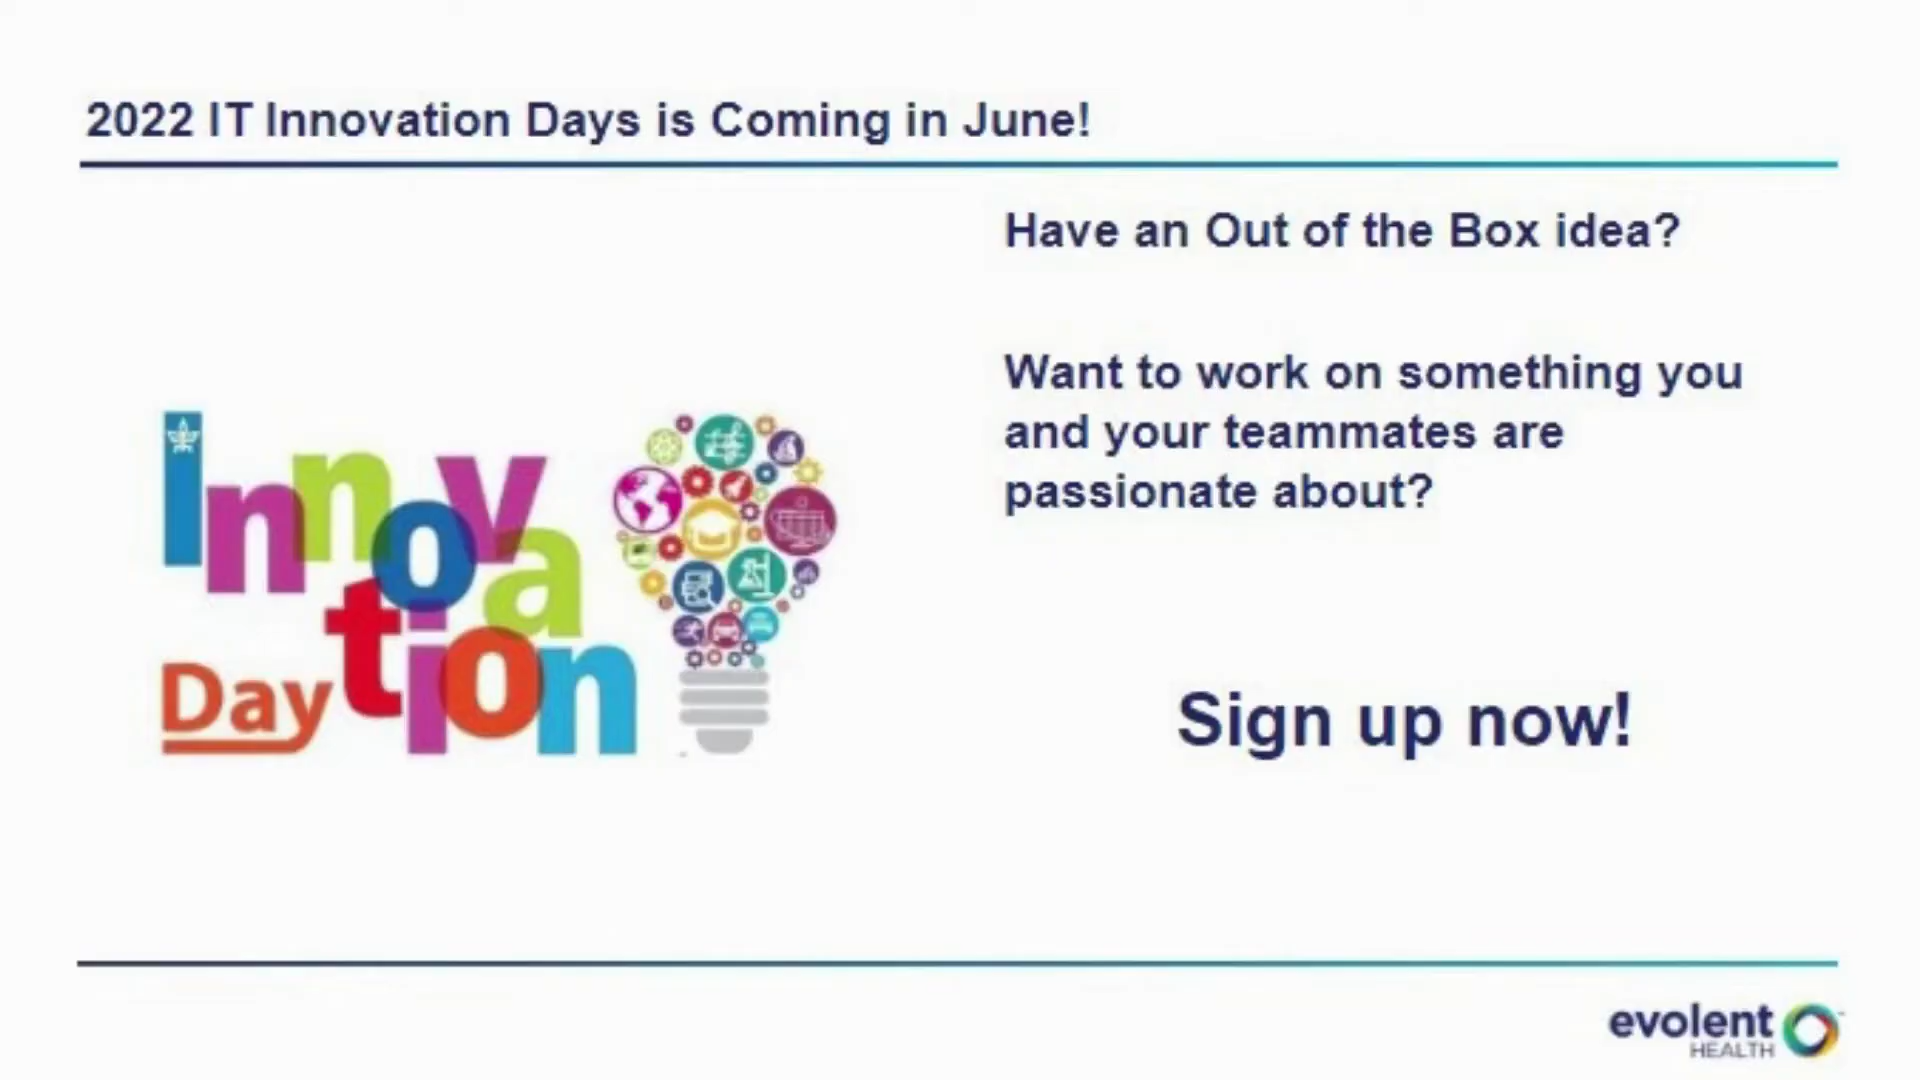 2022 IT Innovation Days is Coming in June!
Have an Out of the Box idea?
Want to work on something you
and your teammates are
passionate about?
Innovation
Day
Sign up now!
evolent
HEALTH